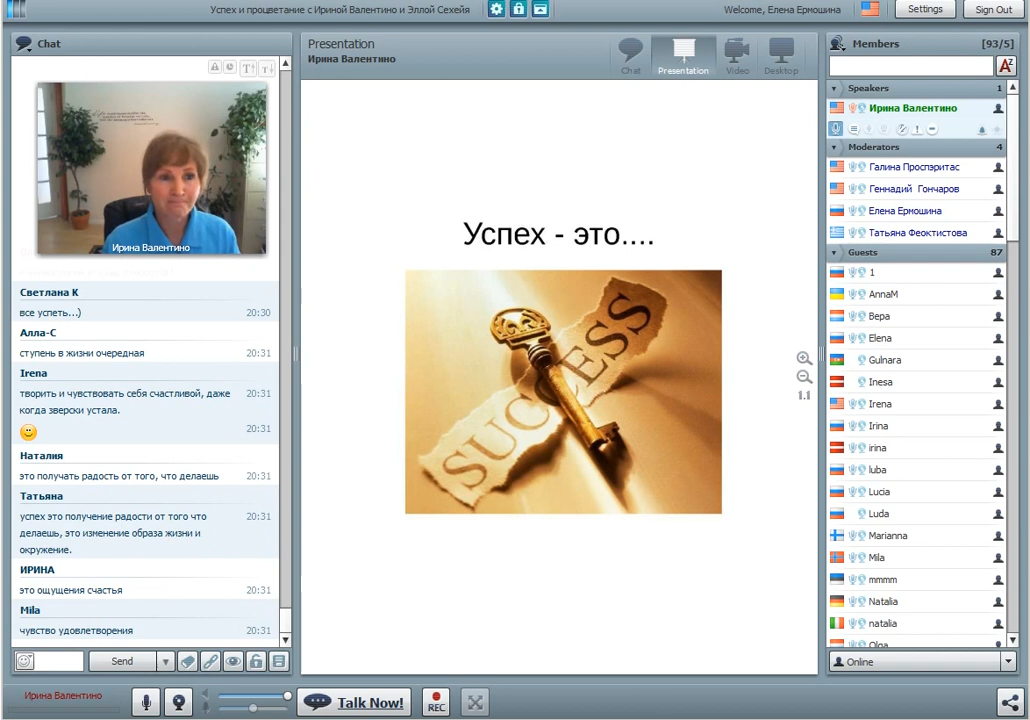 Успех и процветание с Ириной Валентино и Эллой Сехейя
Welcome, Елена Ермошина
Settings
Sign Out
Chat
Ирина Валентино
Светлана К
все успеть...) 20:30
Алла-С
ступень в жизни очередная 20:31
Irena
творить и чувствовать себя счастливой, даже 20:31
когда зверски устала.
20:31
Наталия
это получать радость от того, что делаешь 20:31
Татьяна
успех это получение радости от того что 20:31
делаешь, это изменение образа жизни и
окружение.
ИРИНА
это ощущения счастья 20:31
Mila
чувство удовлетворения 20:31
Send
Presentation
Ирина Валентино
Chat
Presentation
Video
Desktop
Успех - это....
SUCCESS
1:1
Members [93/5]
Speakers 1
Ирина Валентино
Moderators 4
Галина Проспэритас
Геннадий Гончаров
Елена Ермошина
Татьяна Феоктистова
Guests 87
1
AnnaM
Bepa
Elena
Gulnara
Inesa
Irena
Irina
irina
luba
Lucia
Luda
Marianna
Mila
mmmm
Natalia
natalia
Olga
Online
Ирина Валентино
Talk Now!
REC